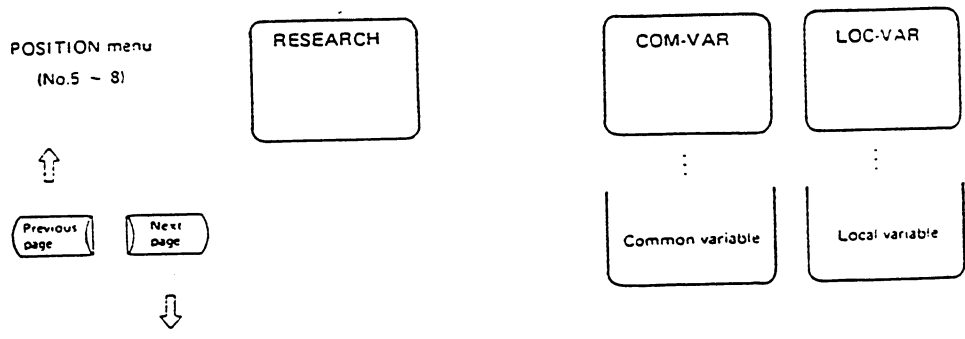 POSITION menu
(No.5 ~ 8)
RESEARCH
COM-VAR
LOC-VAR
Previous
page
Next
page
Common variable
Local variable